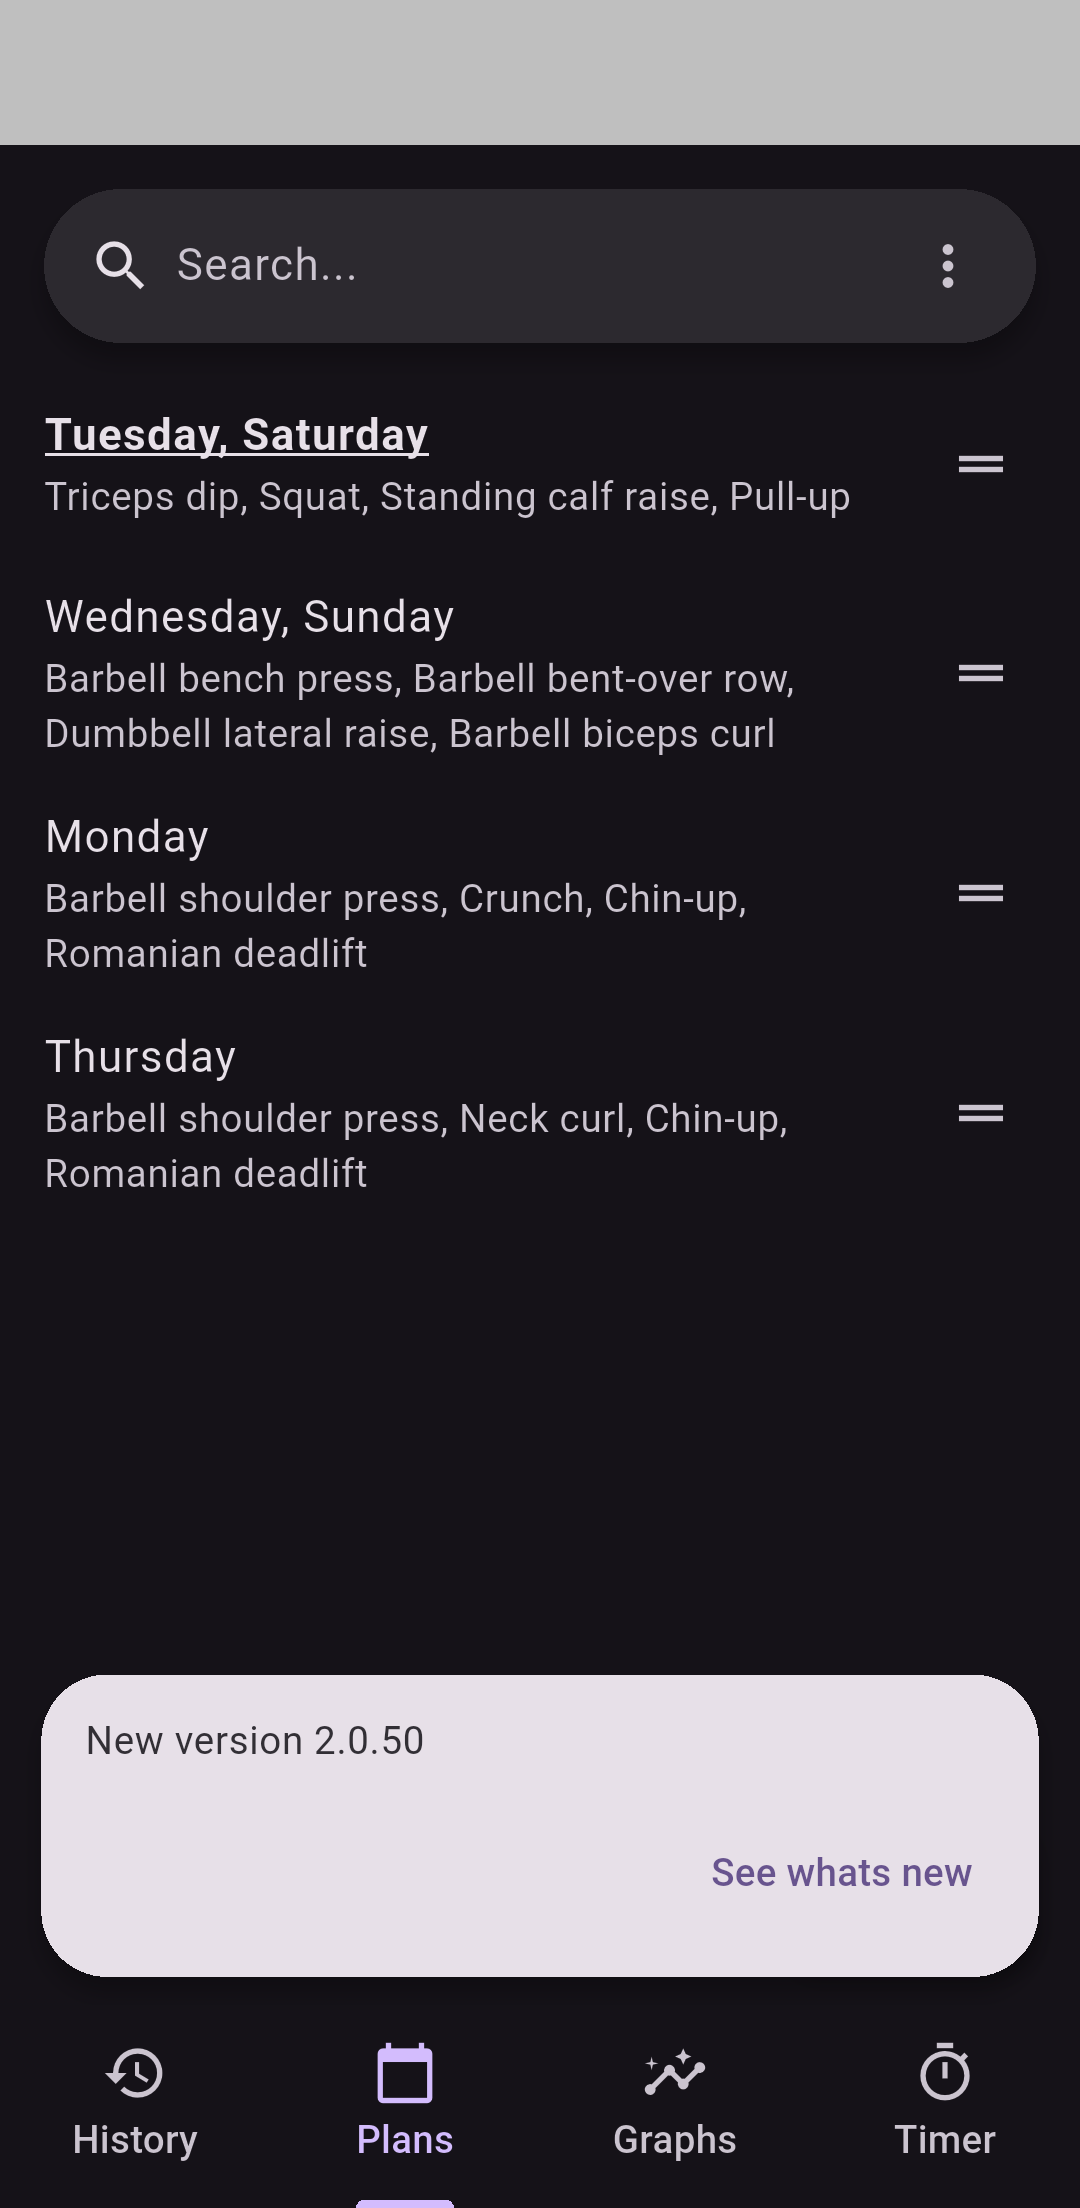 Search...
Tuesday, Saturday
Triceps dip, Squat, Standing calf raise, Pull-up
Wednesday, Sunday
Barbell bench press, Barbell bent-over row,
Dumbbell lateral raise, Barbell biceps curl
Monday
Barbell shoulder press, Crunch, Chin-up,
Romanian deadlift
Thursday
Barbell shoulder press, Neck curl, Chin-up,
Romanian deadlift
New version 2.0.50
See whats new
History Plans Graphs Timer